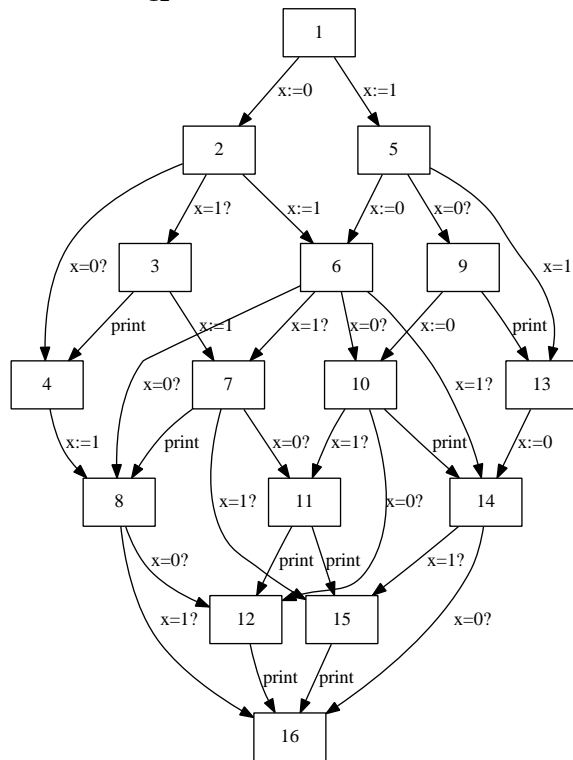 1
x:=0
x:=1
2
5
x=1?
x:=1
x:=0
x=0?
x=0?
3
6
9
x=1
print
x:=1
x=1?
x=0?
x:=0
print
4
x=0?
7
10
x=1?
13
x:=1
print
x=0?
x=1?
print
x:=0
8
x=1?
11
x=0?
14
x=0?
print
print
x=1?
x=1?
12
15
x=0?
print
print
16